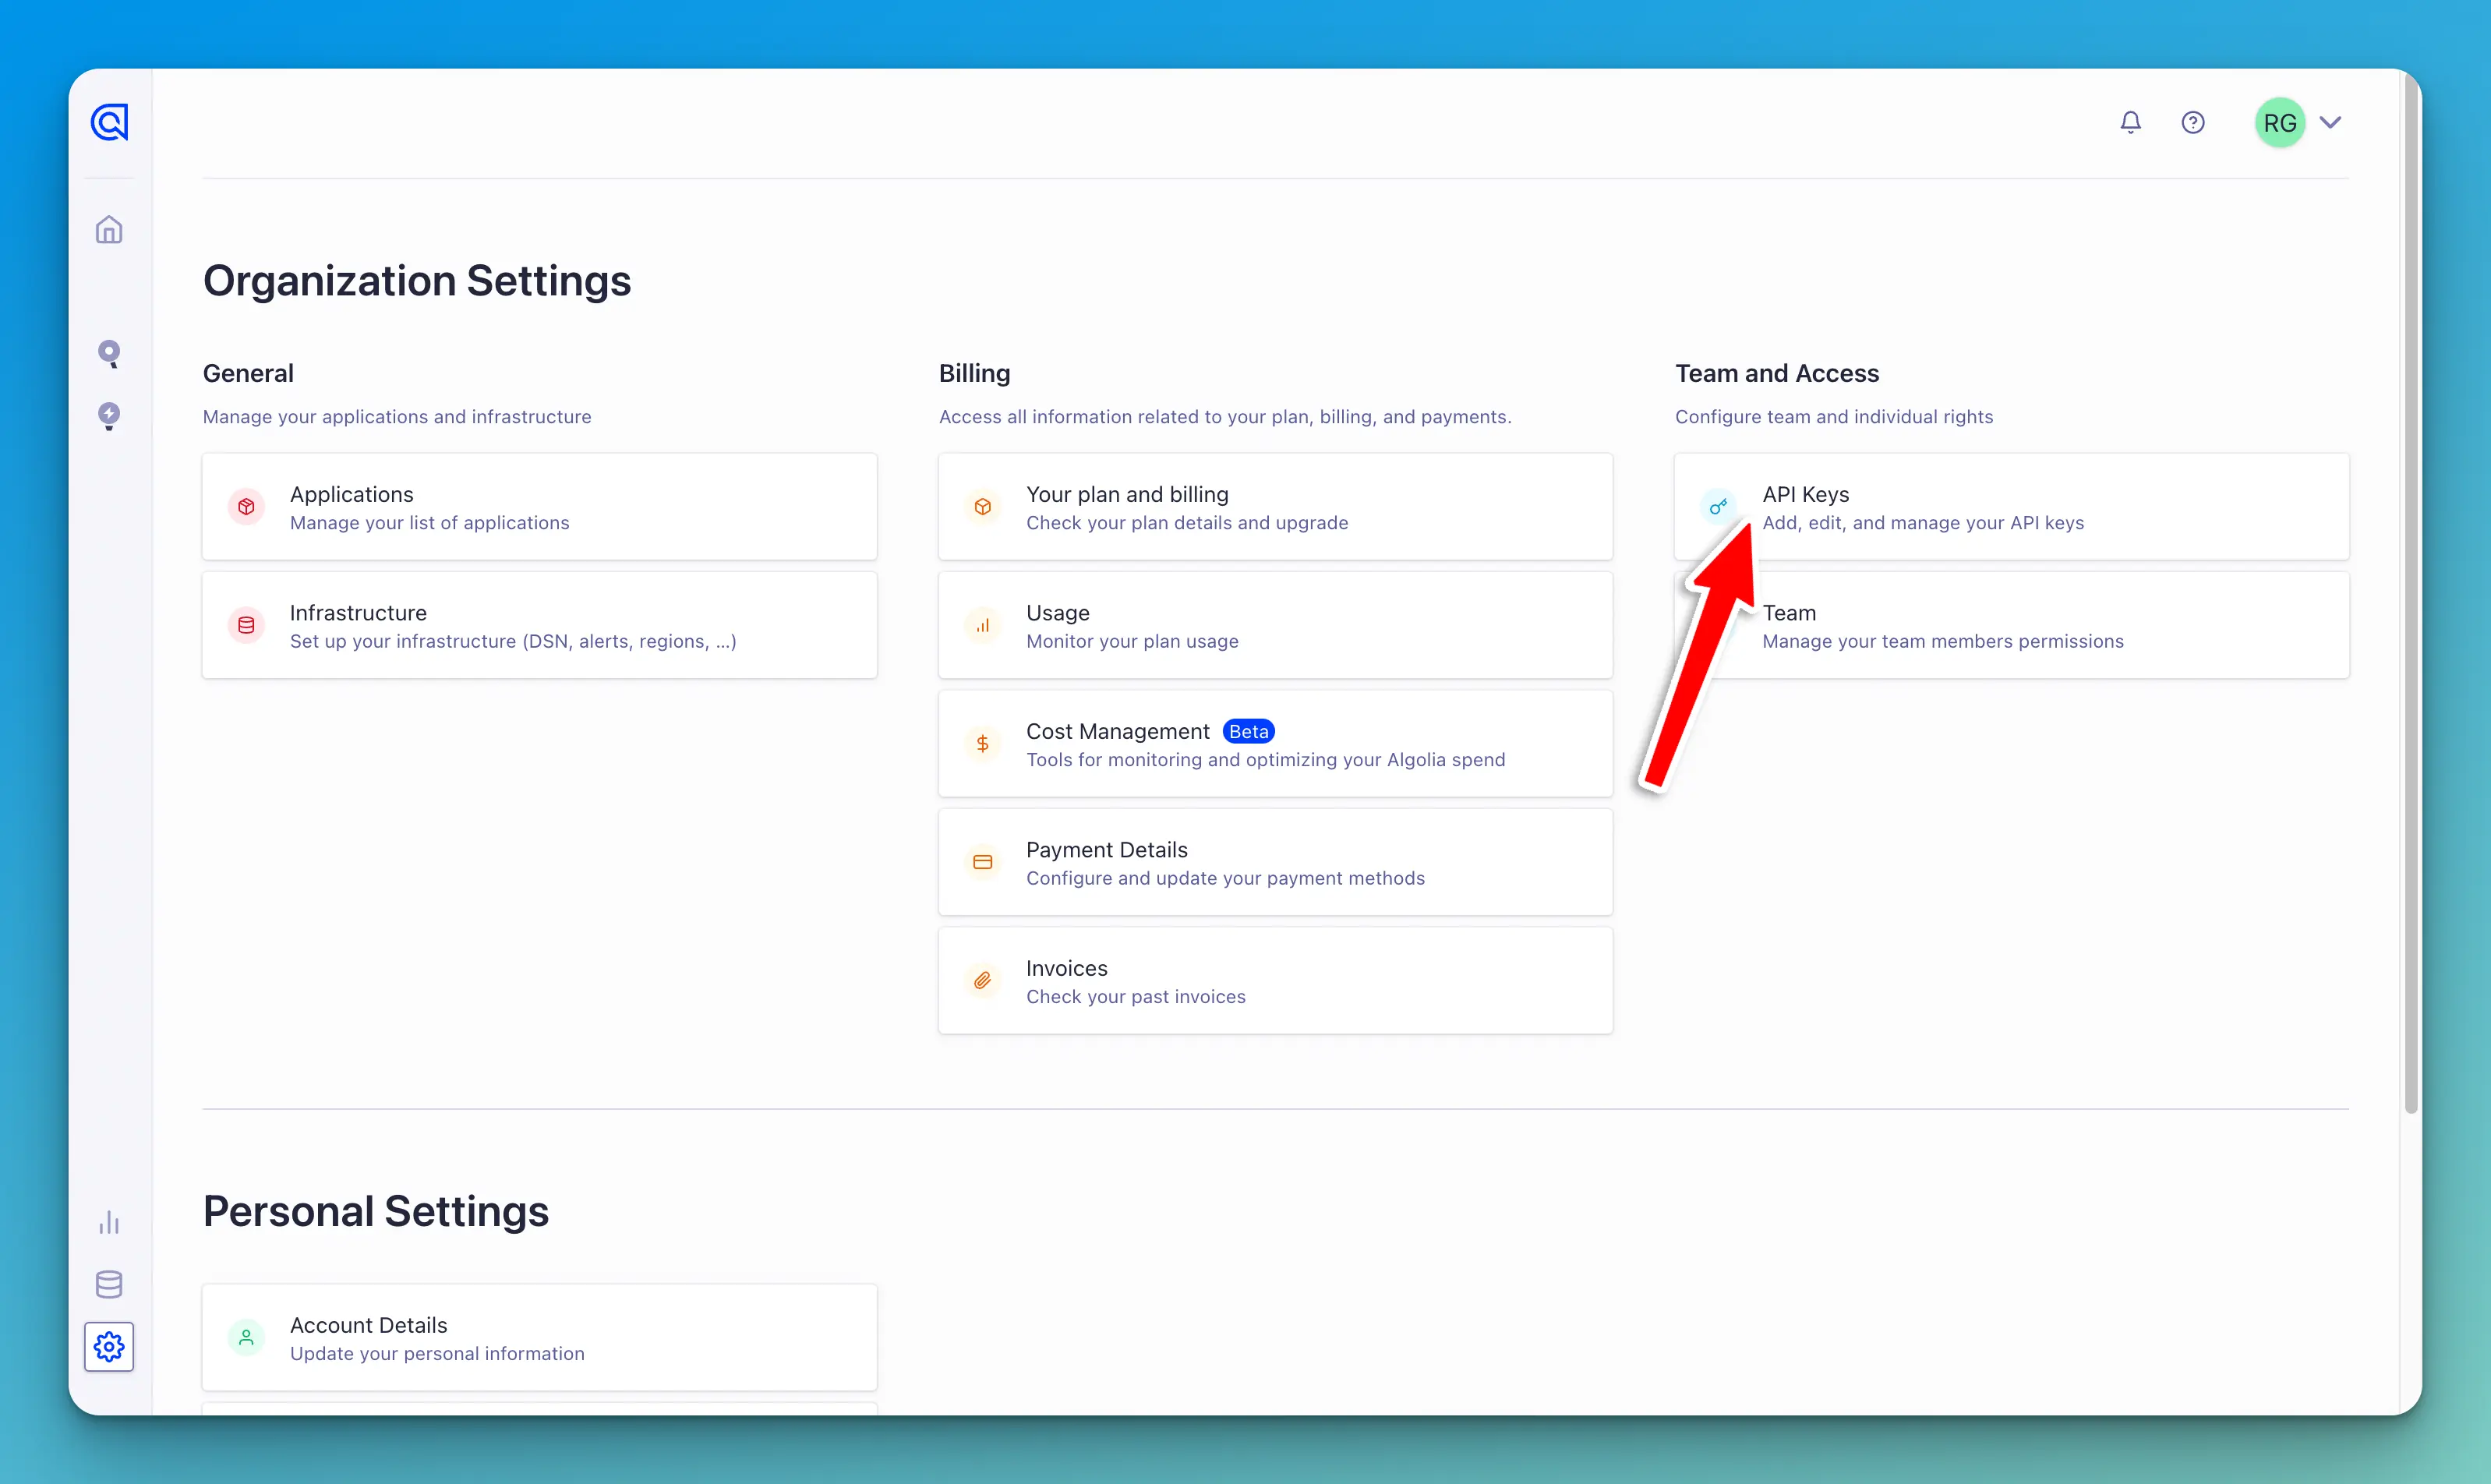 RG
Organization Settings
General
Manage your applications and infrastructure
Applications
Manage your list of applications
Infrastructure
Set up your infrastructure (DSN, alerts, regions, ...)
Billing
Access all information related to your plan, billing, and payments.
Your plan and billing
Check your plan details and upgrade
Usage
Monitor your plan usage
Cost Management Beta
Tools for monitoring and optimizing your Algolia spend
Payment Details
Configure and update your payment methods
Invoices
Check your past invoices
Team and Access
Configure team and individual rights
API Keys
Add, edit, and manage your API keys
Team
Manage your team members permissions
Personal Settings
Account Details
Update your personal information